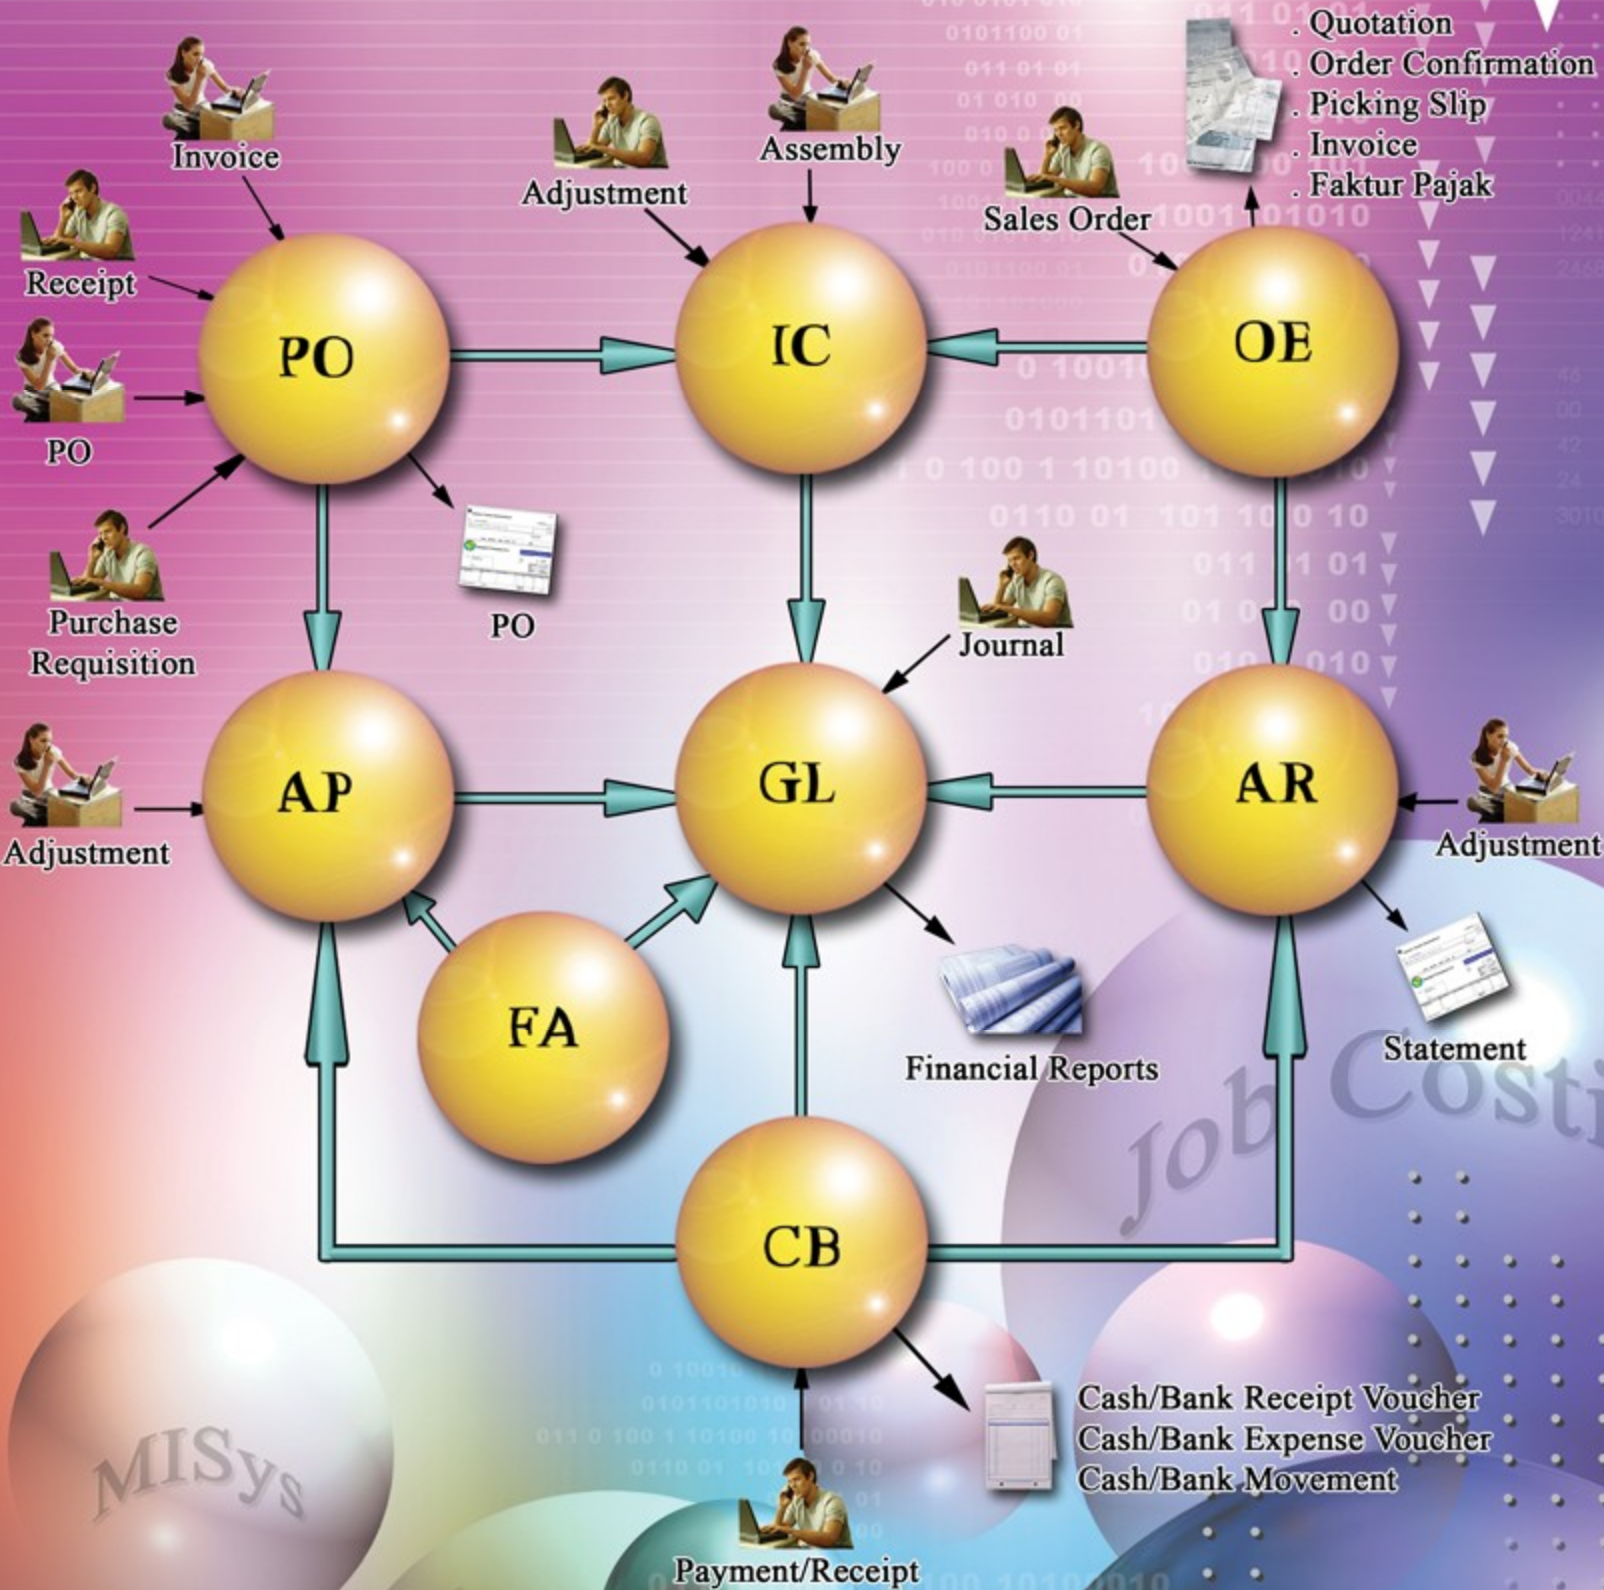 . Quotation
. Order Confirmation
. Picking Slip
. Invoice
. Faktur Pajak
Invoice
Adjustment
Assembly
Sales Order
Receipt
PO
IC
OE
PO
Purchase
Requisition
PO
Journal
AP
GL
AR
Adjustment
Adjustment
FA
Financial Reports
Statement
Job Costi
CB
MISys
Cash/Bank Receipt Voucher
Cash/Bank Expense Voucher
Cash/Bank Movement
Payment/Receipt